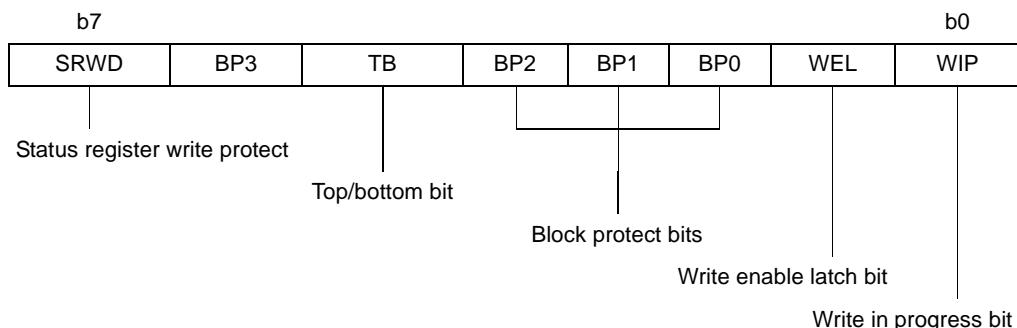 b7 b0
SRWD BP3 TB BP2 BP1 BP0 WEL WIP
Status register write protect
Top/bottom bit
Block protect bits
Write enable latch bit
Write in progress bit